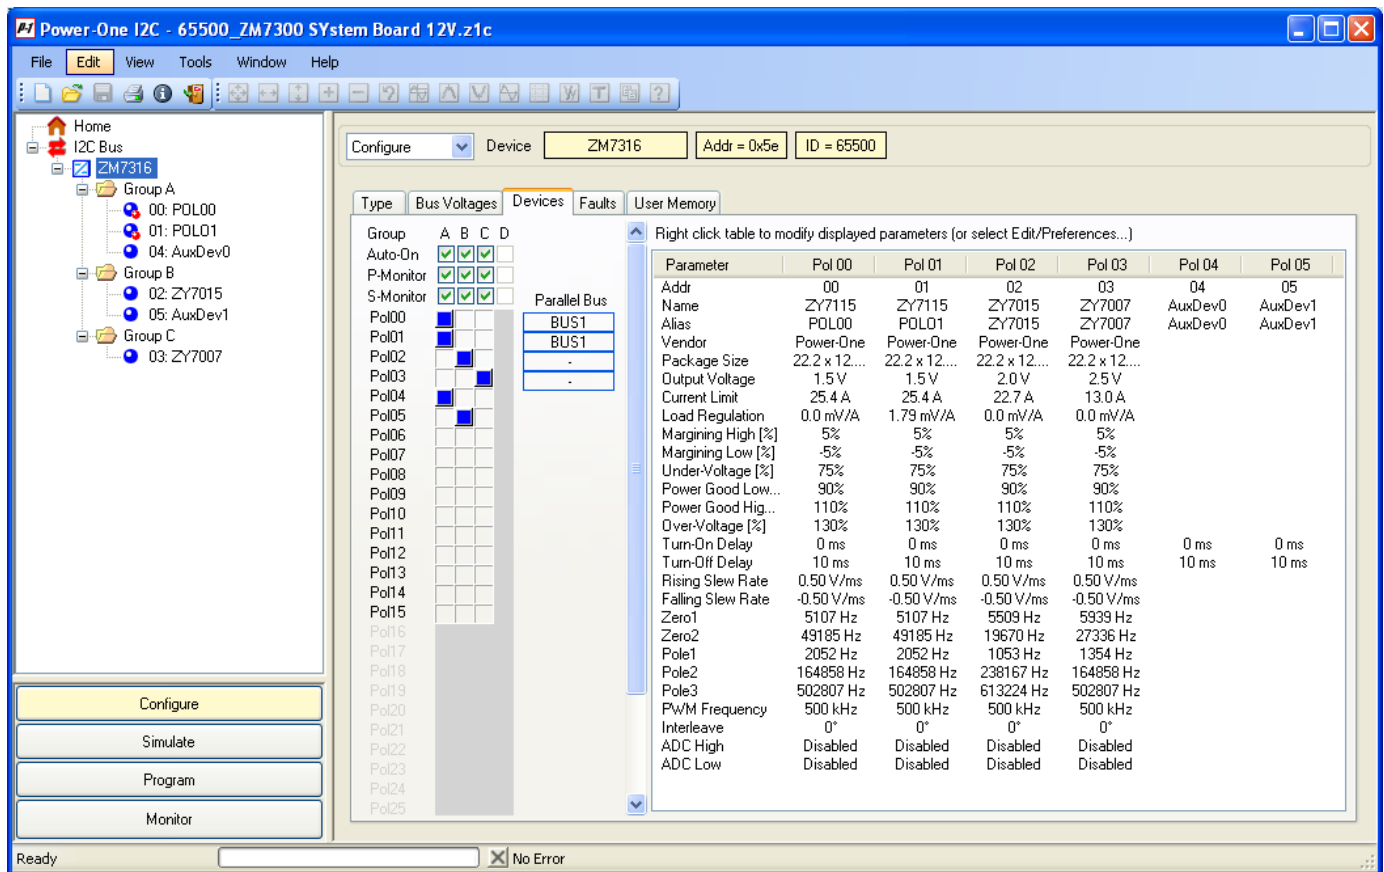 Power-One I2C - 65500_ZM7300 SYstem Board 12V.z1c
File Edit View Tools Window Help
Home
I2C Bus
ZM7316
Group A
00: POL00
01: POL01
04: AuxDev0
Group B
02: ZY7015
05: AuxDev1
Group C
03: ZY7007
Configure
Simulate
Program
Monitor
Configure Device ZM7316 Addr = 0x5e ID = 65500
Type Bus Voltages Devices Faults User Memory
Group A B C D
Auto-On
P-Monitor
S-Monitor
Parallel Bus
Pol00 BUS1
Pol01 BUS1
Pol02 -
Pol03 -
Pol04
Pol05
Pol06
Pol07
Pol08
Pol09
Pol10
Pol11
Pol12
Pol13
Pol14
Pol15
Pol16
Pol17
Pol18
Pol19
Pol20
Pol21
Pol22
Pol23
Pol24
Pol25
Right click table to modify displayed parameters (or select Edit/Preferences...)
Parameter Pol 00 Pol 01 Pol 02 Pol 03 Pol 04 Pol 05
Addr 00 01 02 03 04 05
Name ZY7115 ZY7115 ZY7015 ZY7007 AuxDev0 AuxDev1
Alias POL00 POL01 ZY7015 ZY7007 AuxDev0 AuxDev1
Vendor Power-One Power-One Power-One Power-One
Package Size 22.2 x 12.... 22.2 x 12.... 22.2 x 12.... 22.2 x 12....
Output Voltage 1.5 V 1.5 V 2.0 V 2.5 V
Current Limit 25.4 A 25.4 A 22.7 A 13.0 A
Load Regulation 0.0 mV/A 1.79 mV/A 0.0 mV/A 0.0 mV/A
Margining High [%] 5% 5% 5% 5%
Margining Low [%] -5% -5% -5% -5%
Under-Voltage [%] 75% 75% 75% 75%
Power Good Low... 90% 90% 90% 90%
Power Good Hig... 110% 110% 110% 110%
Over-Voltage [%] 130% 130% 130% 130%
Turn-On Delay 0 ms 0 ms 0 ms 0 ms 0 ms 0 ms
Turn-Off Delay 10 ms 10 ms 10 ms 10 ms 10 ms 10 ms
Rising Slew Rate 0.50 V/ms 0.50 V/ms 0.50 V/ms 0.50 V/ms
Falling Slew Rate -0.50 V/ms -0.50 V/ms -0.50 V/ms -0.50 V/ms
Zero1 5107 Hz 5107 Hz 5509 Hz 5939 Hz
Zero2 49185 Hz 49185 Hz 19670 Hz 27336 Hz
Pole1 2052 Hz 2052 Hz 1053 Hz 1354 Hz
Pole2 164858 Hz 164858 Hz 238167 Hz 164858 Hz
Pole3 502807 Hz 502807 Hz 613224 Hz 502807 Hz
PWM Frequency 500 kHz 500 kHz 500 kHz 500 kHz
Interleave 0° 0° 0° 0°
ADC High Disabled Disabled Disabled Disabled
ADC Low Disabled Disabled Disabled Disabled
Ready No Error